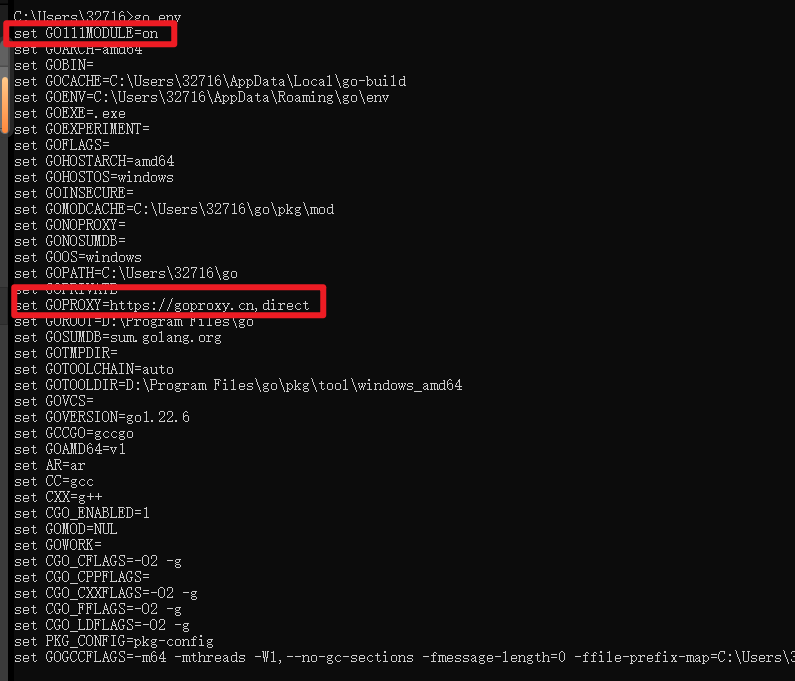 C:\Users\32716>go env
set GO111MODULE=on
set GOARCH=amd64
set GOBIN=
set GOCACHE=C:\Users\32716\AppData\Local\go-build
set GOENV=C:\Users\32716\AppData\Roaming\go\env
set GOEXE=.exe
set GOEXPERIMENT=
set GOFLAGS=
set GOHOSTARCH=amd64
set GOHOSTOS=windows
set GOINSECURE=
set GOMODCACHE=C:\Users\32716\go\pkg\mod
set GONOPROXY=
set GONOSUMDB=
set GOOS=windows
set GOPATH=C:\Users\32716\go
set GOPRIVATE=
set GOPROXY=https://goproxy.cn,direct
set GOROOT=D:\Program Files\go
set GOSUMDB=sum.golang.org
set GOTMPDIR=
set GOTOOLCHAIN=auto
set GOTOOLDIR=D:\Program Files\go\pkg\tool\windows_amd64
set GOVCS=
set GOVERSION=go1.22.6
set GCCGO=gccgo
set GOAMD64=v1
set AR=ar
set CC=gcc
set CXX=g++
set CGO_ENABLED=1
set GOMOD=NUL
set GOWORK=
set CGO_CFLAGS=-O2 -g
set CGO_CPPFLAGS=
set CGO_CXXFLAGS=-O2 -g
set CGO_FFLAGS=-O2 -g
set CGO_LDFLAGS=-O2 -g
set PKG_CONFIG=pkg-config
set GOGCCFLAGS=-m64 -mthreads -Wl,--no-gc-sections -fmessage-length=0 -ffile-prefix-map=C:\Users\3